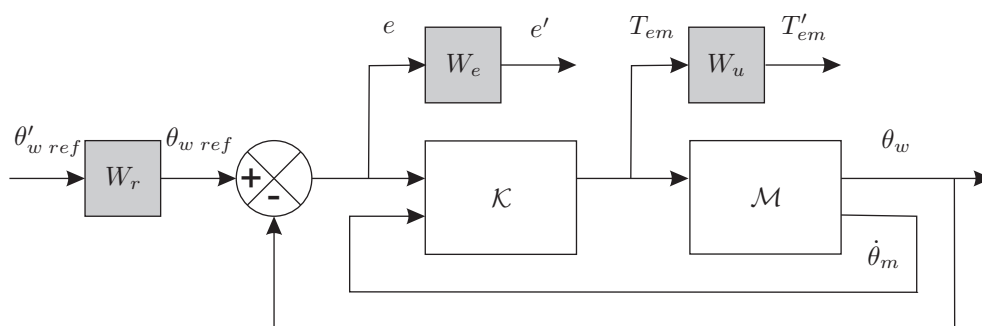 e e′ T_em T′_em
W_e W_u
θ′_w ref θ_w ref θ_w
W_r + K M
-
θ̇_m